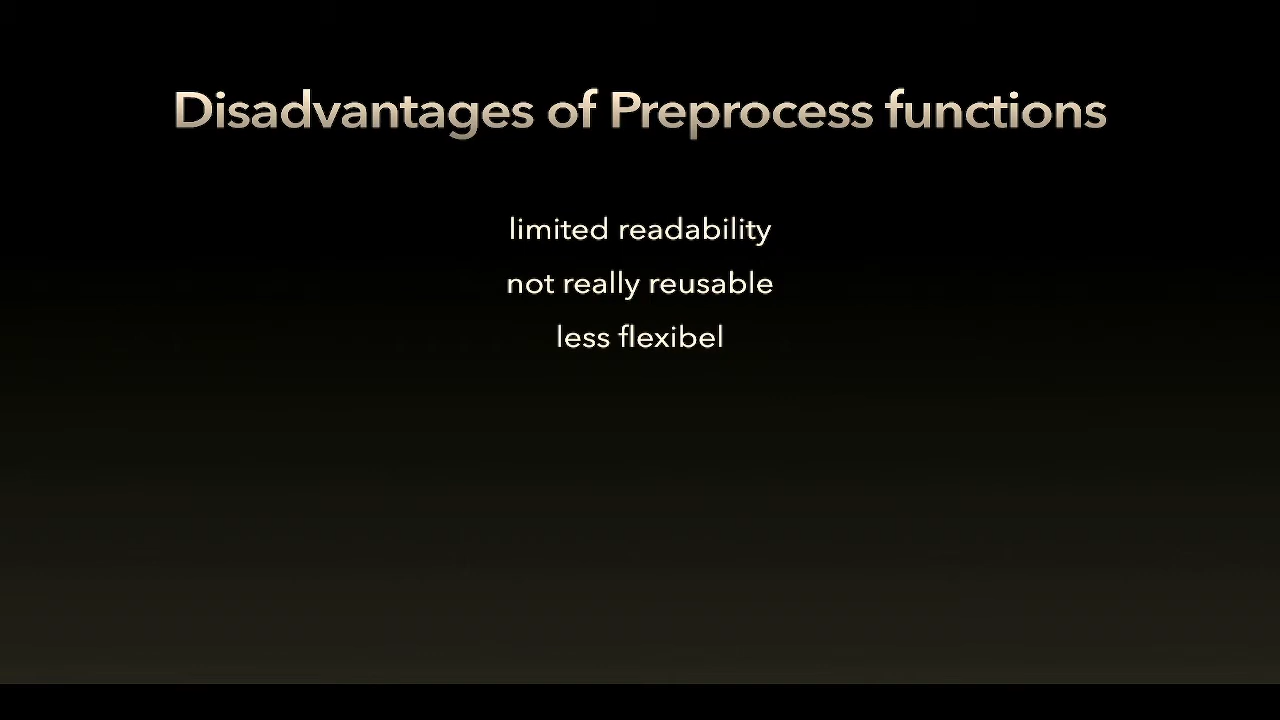 Disadvantages of Preprocess functions
limited readability
not really reusable
less flexibel